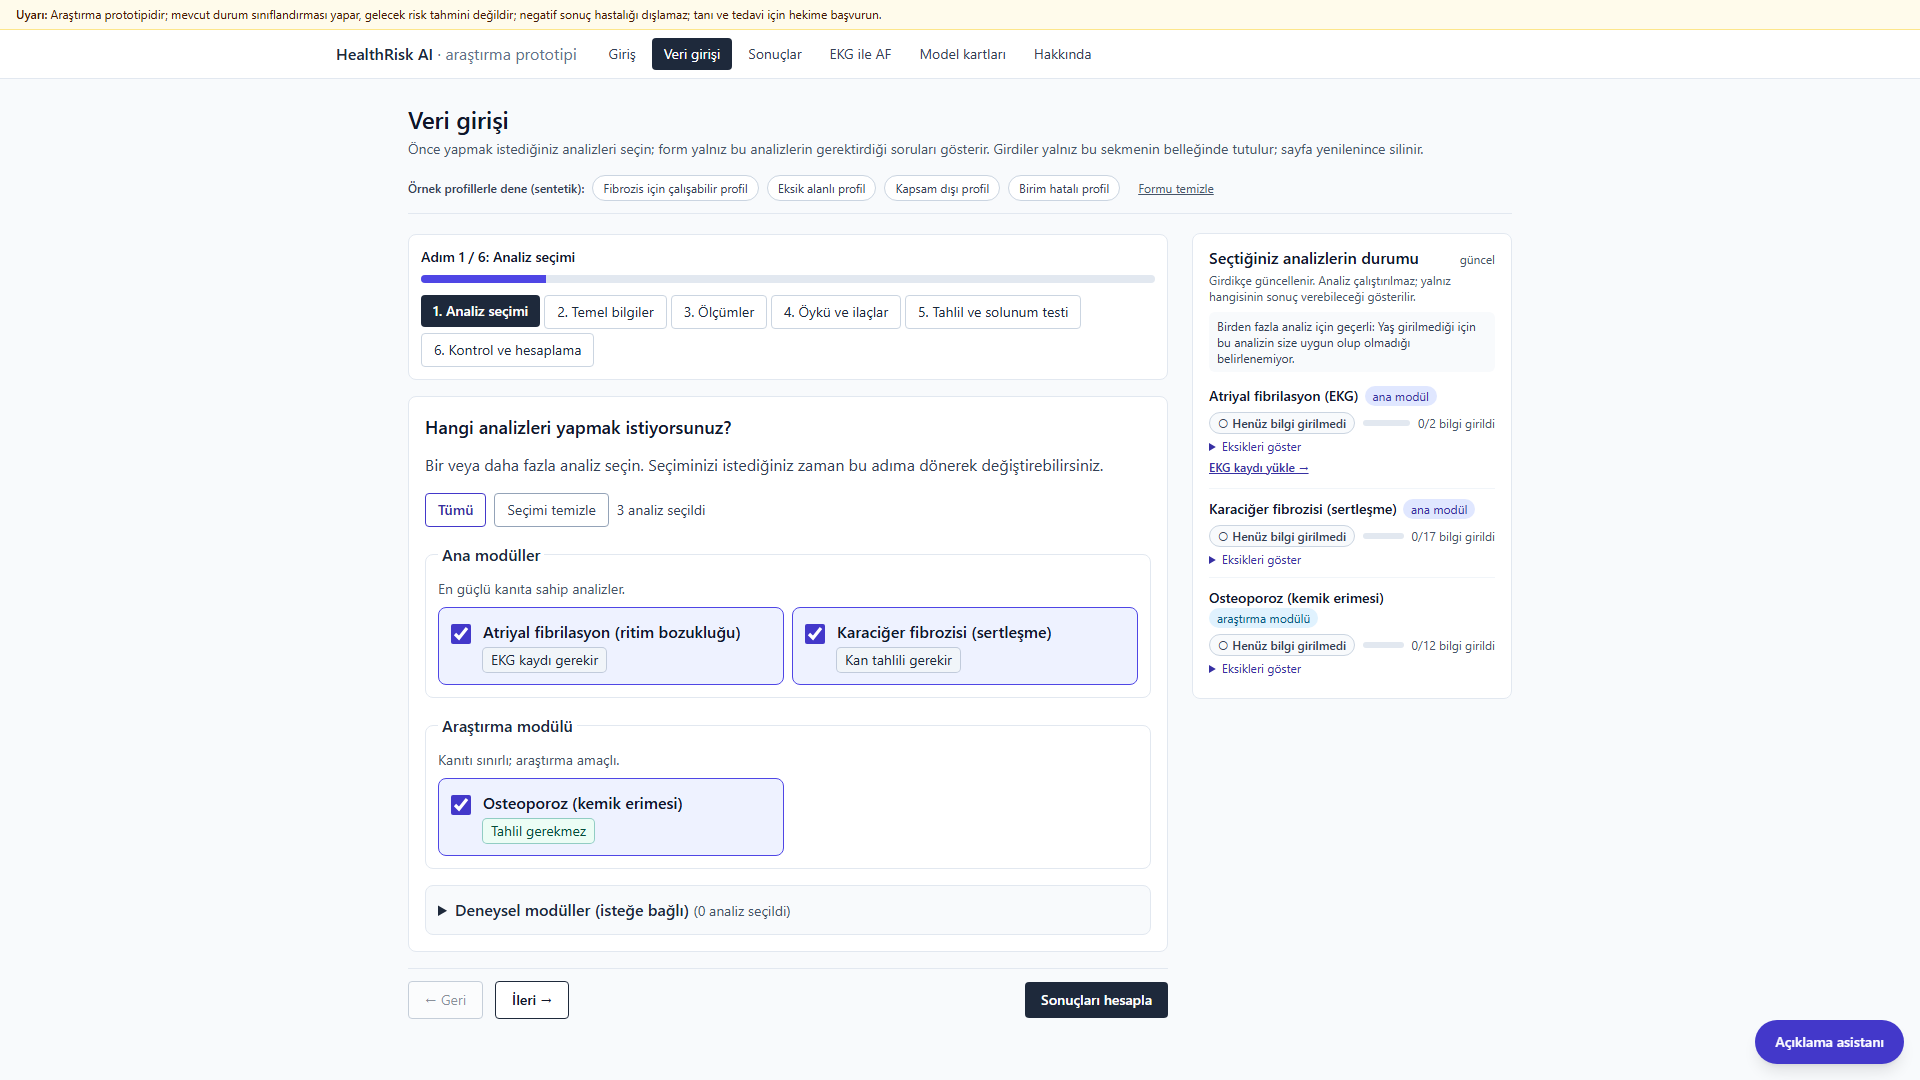 Uyarı: Araştırma prototipidir; mevcut durum sınıflandırması yapar, gelecek risk tahmini değildir; negatif sonuç hastalığı dışlamaz; tanı ve tedavi için hekime başvurun.
HealthRisk AI · araştırma prototipi
Giriş
Veri girişi
Sonuçlar
EKG ile AF
Model kartları
Hakkında
Veri girişi
Önce yapmak istediğiniz analizleri seçin; form yalnız bu analizlerin gerektirdiği soruları gösterir. Girdiler yalnız bu sekmenin belleğinde tutulur; sayfa yenilenince silinir.
Örnek profillerle dene (sentetik):
Fibrozis için çalışabilir profil
Eksik alanlı profil
Kapsam dışı profil
Birim hatalı profil
Formu temizle
Adım 1 / 6: Analiz seçimi
1. Analiz seçimi
2. Temel bilgiler
3. Ölçümler
4. Öykü ve ilaçlar
5. Tahlil ve solunum testi
6. Kontrol ve hesaplama
Hangi analizleri yapmak istiyorsunuz?
Bir veya daha fazla analiz seçin. Seçiminizi istediğiniz zaman bu adıma dönerek değiştirebilirsiniz.
Tümü
Seçimi temizle
3 analiz seçildi
Ana modüller
En güçlü kanıta sahip analizler.
Atriyal fibrilasyon (ritim bozukluğu)
EKG kaydı gerekir
Karaciğer fibrozisi (sertleşme)
Kan tahlili gerekir
Araştırma modülü
Kanıtı sınırlı; araştırma amaçlı.
Osteoporoz (kemik erimesi)
Tahlil gerekmez
Deneysel modüller (isteğe bağlı) (0 analiz seçildi)
← Geri
İleri →
Sonuçları hesapla
Seçtiğiniz analizlerin durumu
güncel
Girdikçe güncellenir. Analiz çalıştırılmaz; yalnız
hangisinin sonuç verebileceği gösterilir.
Birden fazla analiz için geçerli: Yaş girilmediği için
bu analizin size uygun olup olmadığı
belirlenemiyor.
Atriyal fibrilasyon (EKG)
ana modül
Henüz bilgi girilmedi
0/2 bilgi girildi
Eksikleri göster
EKG kaydı yükle →
Karaciğer fibrozisi (sertleşme)
ana modül
Henüz bilgi girilmedi
0/17 bilgi girildi
Eksikleri göster
Osteoporoz (kemik erimesi)
araştırma modülü
Henüz bilgi girilmedi
0/12 bilgi girildi
Eksikleri göster
Açıklama asistanı